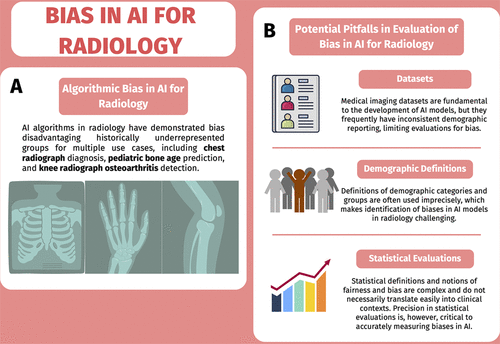 BIAS IN AI FOR
RADIOLOGY
A
Algorithmic Bias in AI for
Radiology
AI algorithms in radiology have demonstrated bias
disadvantaging historically underrepresented
groups for multiple use cases, including chest
radiograph diagnosis, pediatric bone age prediction,
and knee radiograph osteoarthritis detection.
B
Potential Pitfalls in Evaluation of
Bias in AI for Radiology
Datasets
Medical imaging datasets are fundamental
to the development of AI models, but they
frequently have inconsistent demographic
reporting, limiting evaluations for bias.
Demographic Definitions
Definitions of demographic categories and
groups are often used imprecisely, which
makes identification of biases in AI models
in radiology challenging.
Statistical Evaluations
Statistical definitions and notions of
fairness and bias are complex and do not
necessarily translate easily into clinical
contexts. Precision in statistical
evaluations is, however, critical to
accurately measuring biases in AI.